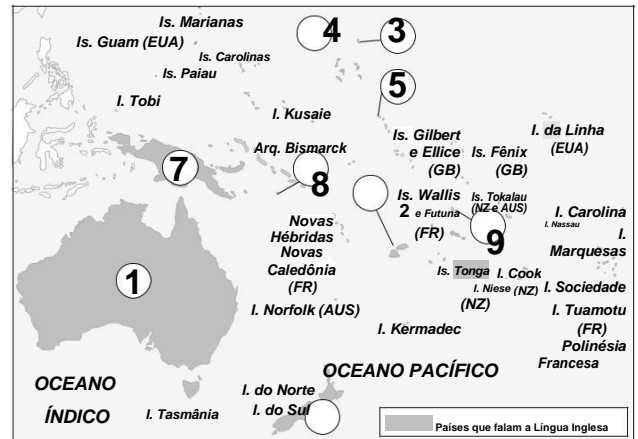 Is. Marianas
4
3
Is. Guam (EUA)
Is. Carolinas
Is. Paiau
5
I. Tobi
I. Kusaie
Is. Gilbert
e Ellice
(GB)
I. da Linha
(EUA)
Arq. Bismarck
Is. Fênix
(GB)
7
8
Is. Wallis
2 e Futuna
(FR)
Is. Tokalau
(NZ e AUS)
9
I. Carolina
I. Nassau
I.
Marquesas
Novas
Hébridas
Novas
Caledônia
(FR)
1
Is. Tonga
I. Cook
I. Niese (NZ)
(NZ)
I. Sociedade
I. Norfolk (AUS)
I. Tuamotu
(FR)
I. Kermadec
Polinésia
Francesa
OCEANO PACÍFICO
OCEANO
ÍNDICO
I. do Norte
I. do Sul
I. Tasmânia
Países que falam a Língua Inglesa